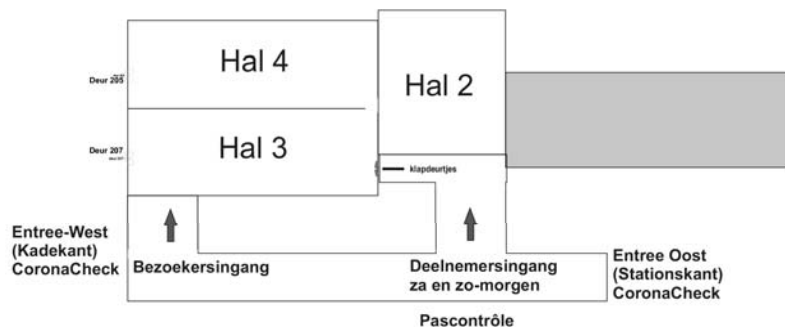 Hal 4
Hal 2
Deur 205
Hal 3
Deur 207
klapdeurtjes
Entree-West
(Kadekant)
CoronaCheck
Bezoekersingang
Deelnemersingang
za en zo-morgen
Entree Oost
(Stationskant)
CoronaCheck
Pascontrôle